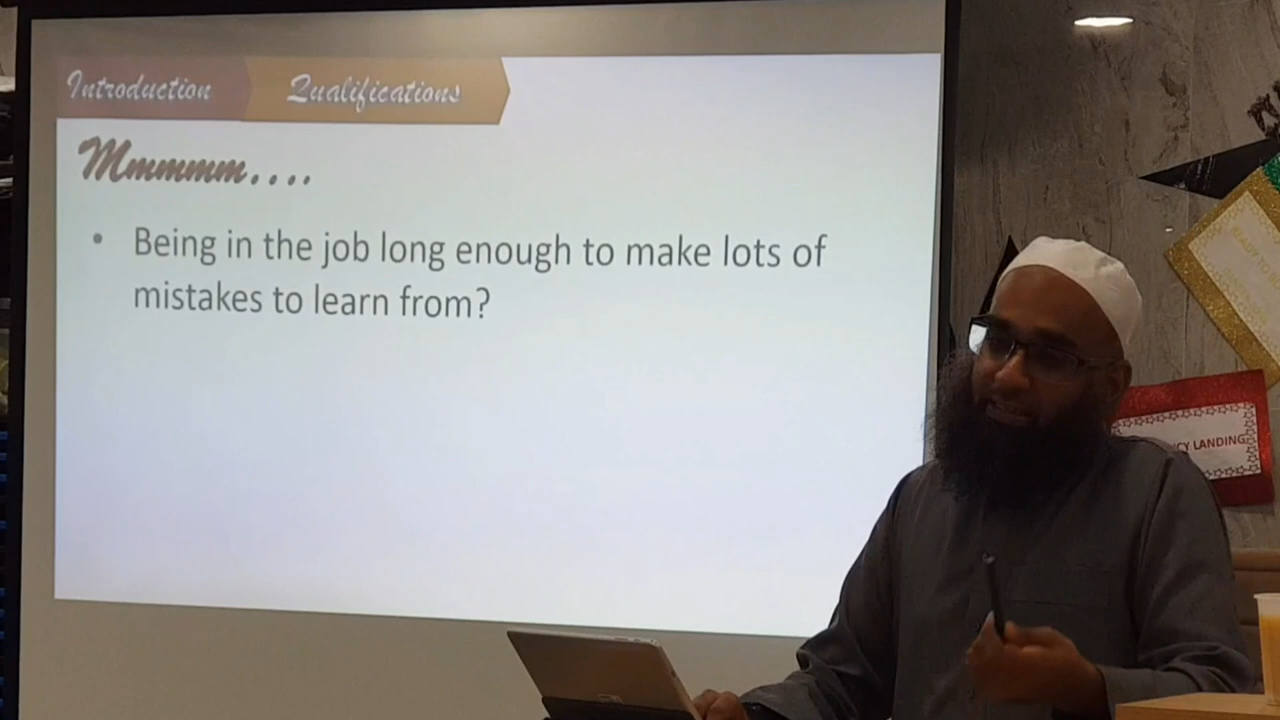 Introduction
Qualifications
Mmmmm....
• Being in the job long enough to make lots of
mistakes to learn from?
LANDING